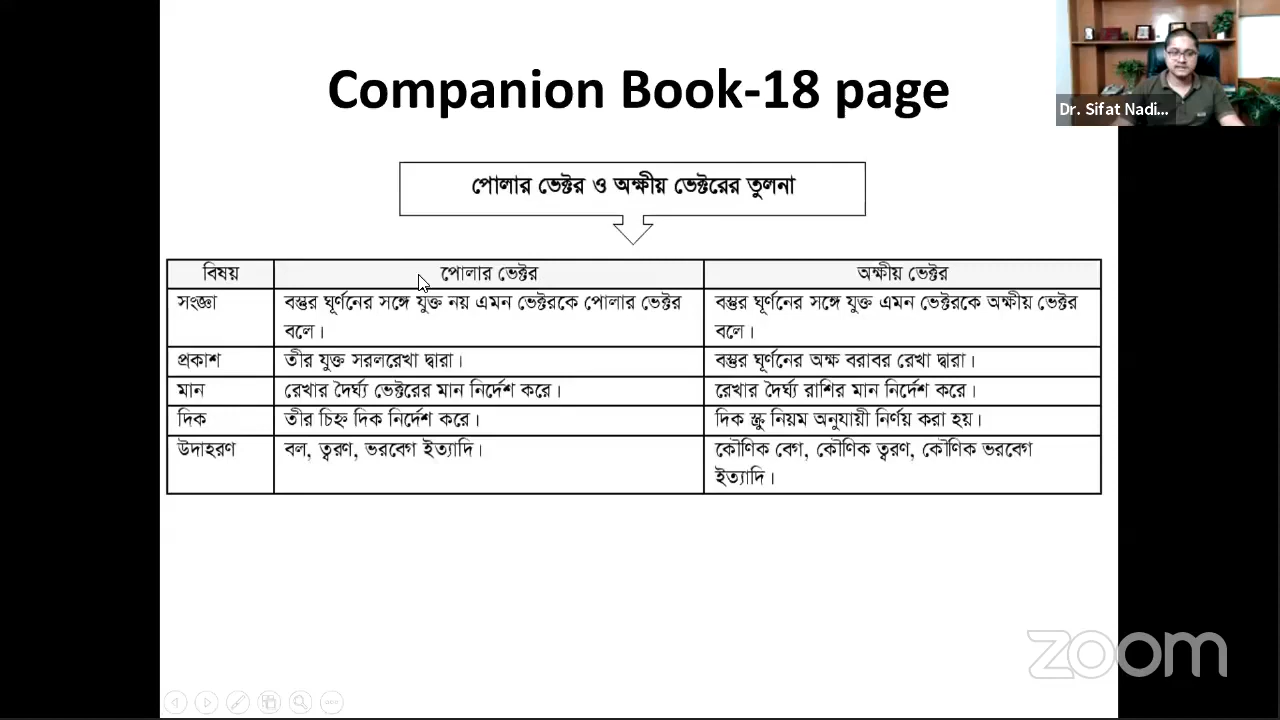 Companion Book-18 page
Dr. Sifat Nadi...
পোলার ভেক্টর ও অক্ষীয় ভেক্টরের তুলনা
বিষয় পোলার ভেক্টর অক্ষীয় ভেক্টর
সংজ্ঞা বস্তুর ঘূর্ণনের সঙ্গে যুক্ত নয় এমন ভেক্টরকে পোলার ভেক্টর
বলে।
বস্তুর ঘূর্ণনের সঙ্গে যুক্ত এমন ভেক্টরকে অক্ষীয় ভেক্টর
বলে।
প্রকাশ তীর যুক্ত সরলরেখা দ্বারা। বস্তুর ঘূর্ণনের অক্ষ বরাবর রেখা দ্বারা।
মান রেখার দৈর্ঘ্য ভেক্টরের মান নির্দেশ করে। রেখার দৈর্ঘ্য রাশির মান নির্দেশ করে।
দিক তীর চিহ্ন দিক নির্দেশ করে। দিক স্ক্রু নিয়ম অনুযায়ী নির্ণয় করা হয়।
উদাহরণ বল, ত্বরণ, ভরবেগ ইত্যাদি। কৌণিক বেগ, কৌণিক ত্বরণ, কৌণিক ভরবেগ
ইত্যাদি।
zoom